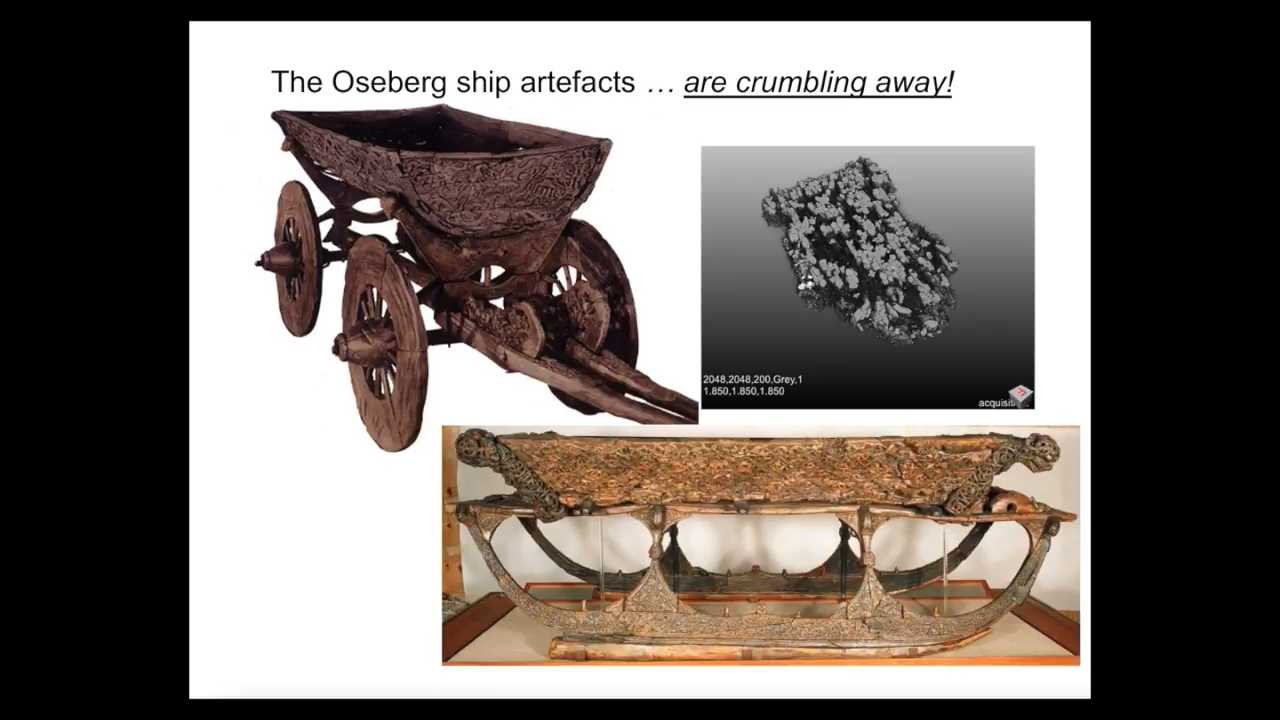 The Oseberg ship artefacts … are crumbling away!
2048,2048,200,Grey,1
1.850,1.850,1.850